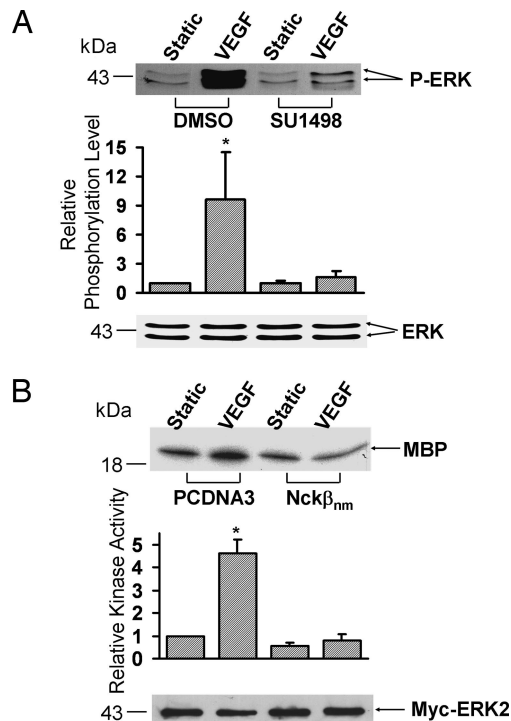 A
kDa
Static VEGF Static VEGF
43
P-ERK
DMSO SU1498
Relative Phosphorylation Level
15
12
9
6
3
0
*
43
ERK
B
kDa
Static VEGF Static VEGF
MBP
18
PCDNA3 Nckβnm
Relative Kinase Activity
5
4
3
2
1
0
*
43
Myc-ERK2